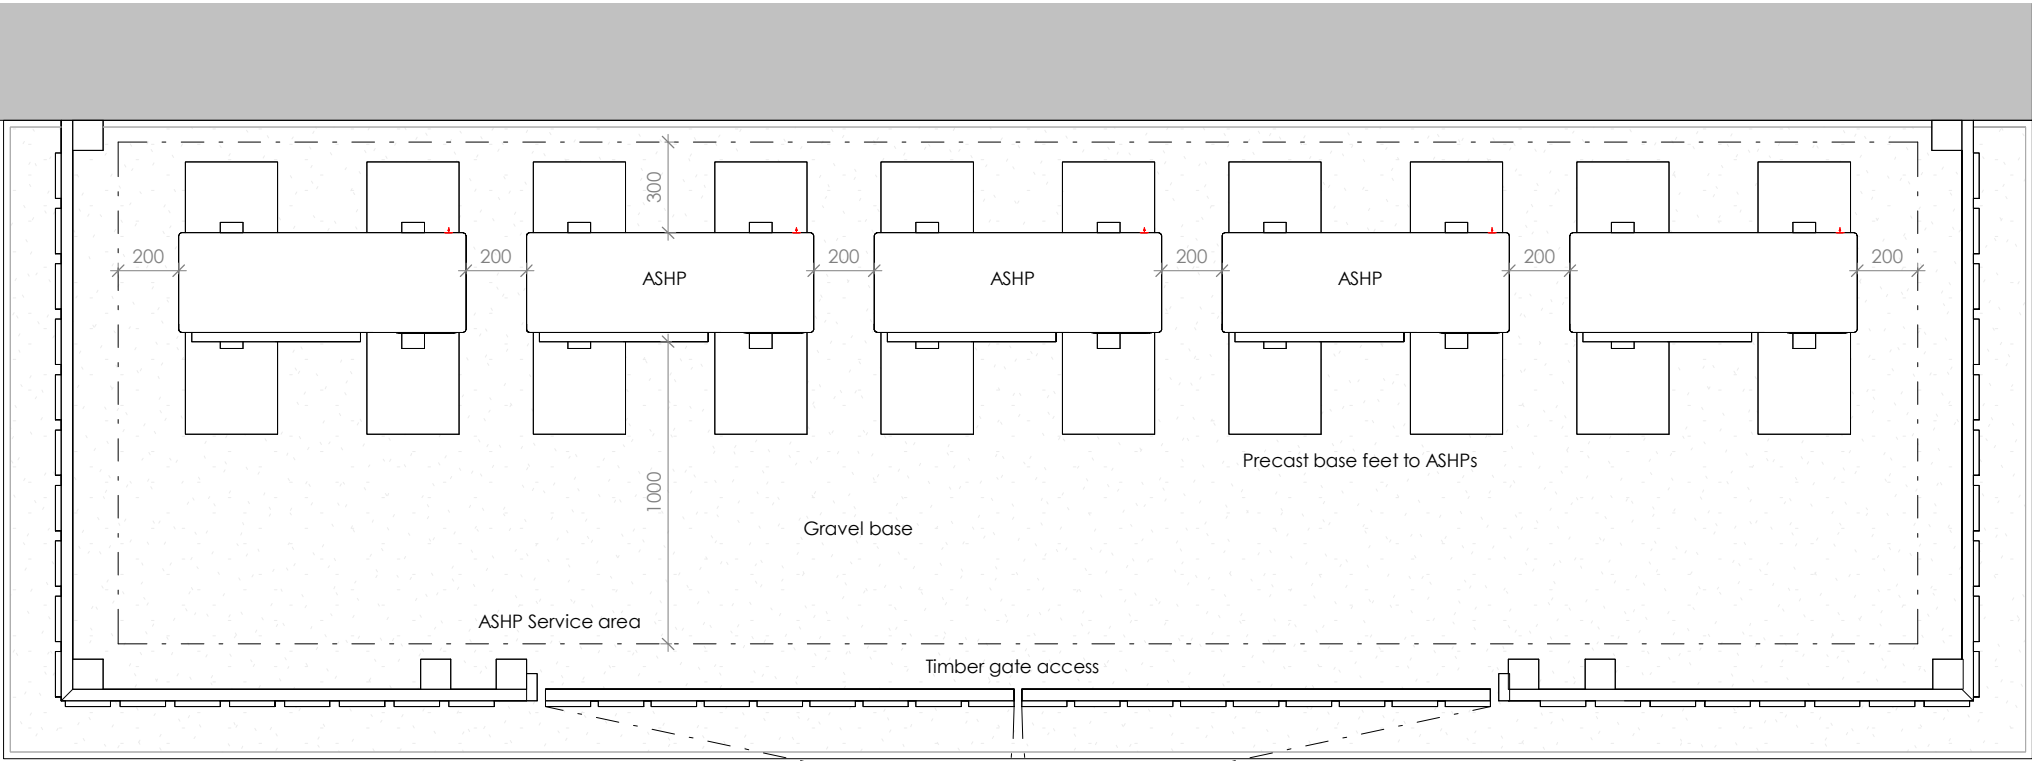 300
200
200
200
200
200
200
ASHP
ASHP
ASHP
Precast base feet to ASHPs
1000
Gravel base
ASHP Service area
Timber gate access